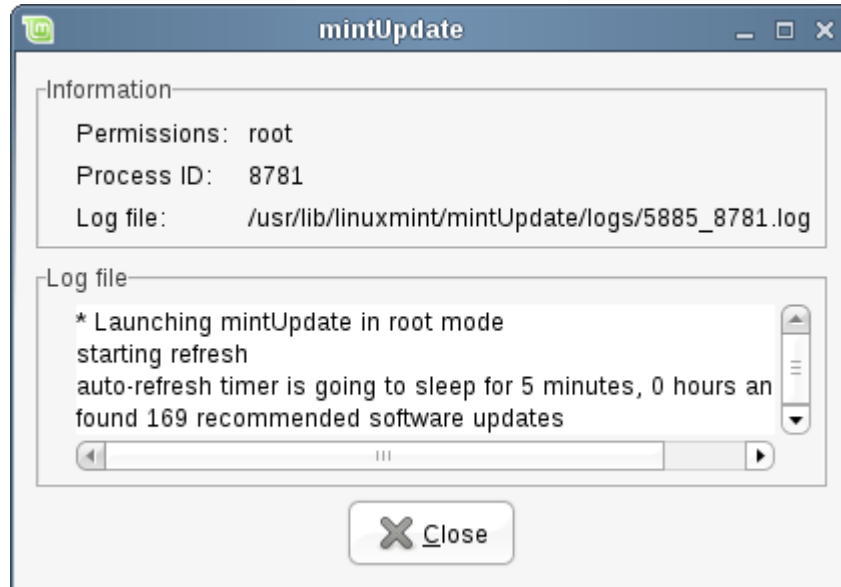 mintUpdate
Information
Permissions: root
Process ID: 8781
Log file: /usr/lib/linuxmint/mintUpdate/logs/5885_8781.log
Log file
* Launching mintUpdate in root mode
starting refresh
auto-refresh timer is going to sleep for 5 minutes, 0 hours an
found 169 recommended software updates
Close